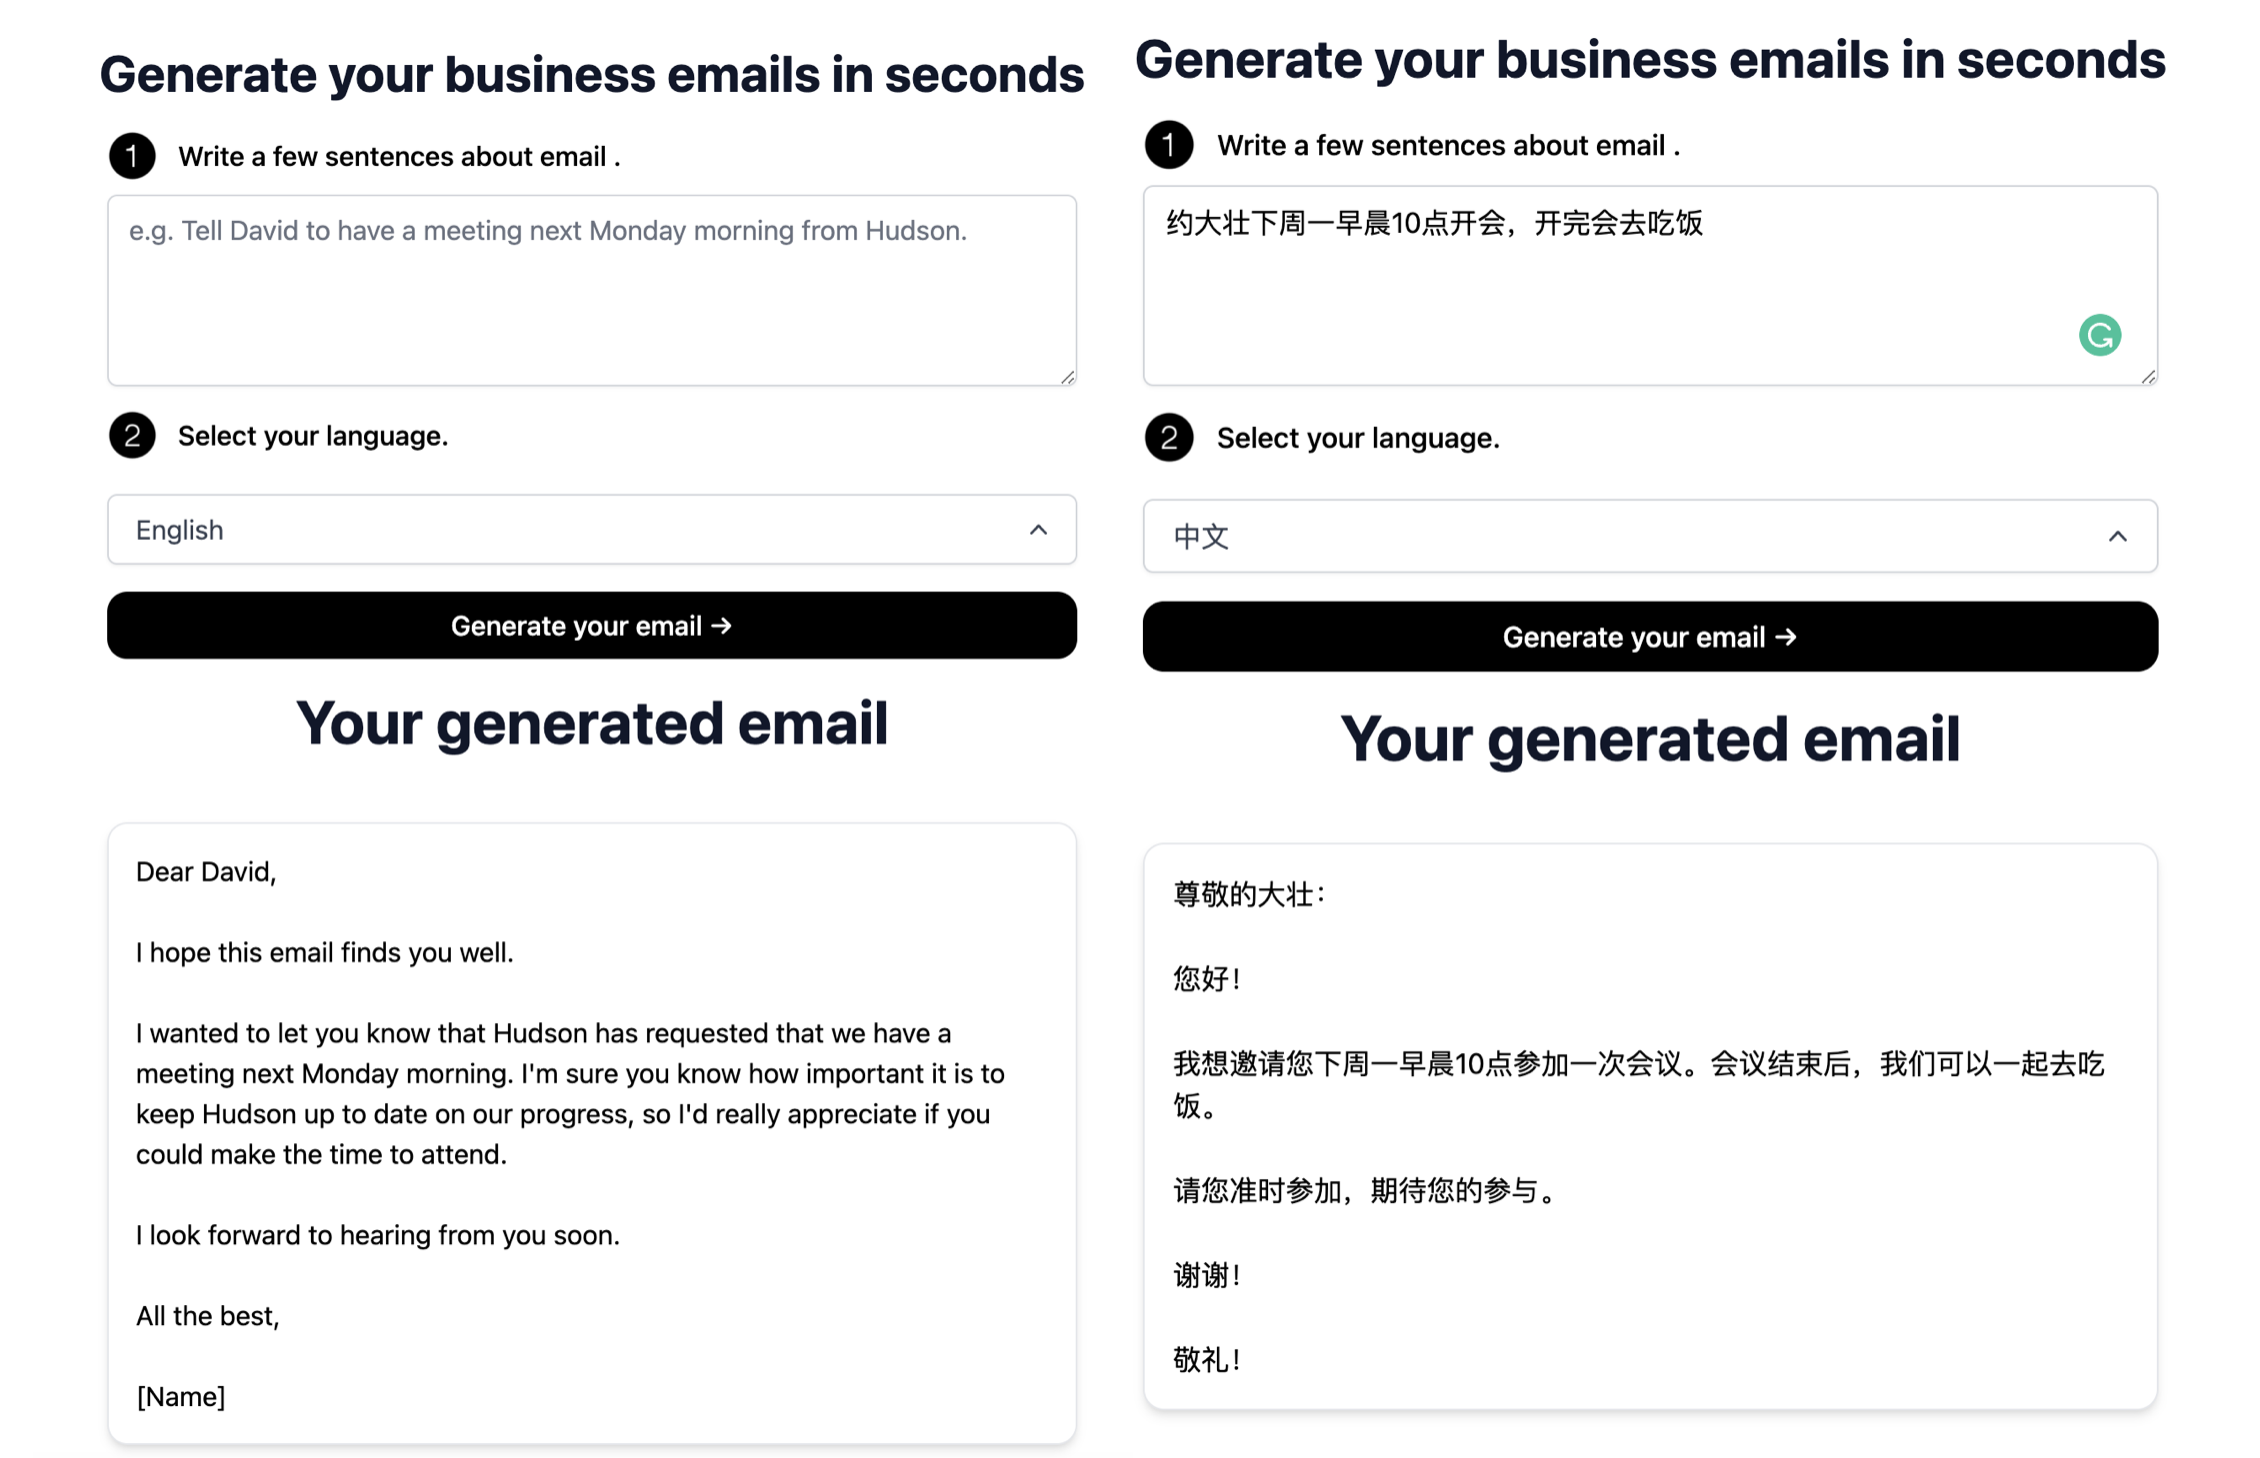 Generate your business emails in seconds
1 Write a few sentences about email .
e.g. Tell David to have a meeting next Monday morning from Hudson.
2 Select your language.
English
Generate your email →
Your generated email
Dear David,
I hope this email finds you well.
I wanted to let you know that Hudson has requested that we have a
meeting next Monday morning. I'm sure you know how important it is to
keep Hudson up to date on our progress, so I'd really appreciate if you
could make the time to attend.
I look forward to hearing from you soon.
All the best,
[Name]
Generate your business emails in seconds
1 Write a few sentences about email .
约大壮下周一早晨10点开会，开完会去吃饭
2 Select your language.
中文
Generate your email →
Your generated email
尊敬的大壮：
您好！
我想邀请您下周一早晨10点参加一次会议。会议结束后，我们可以一起去吃
饭。
请您准时参加，期待您的参与。
谢谢！
敬礼！